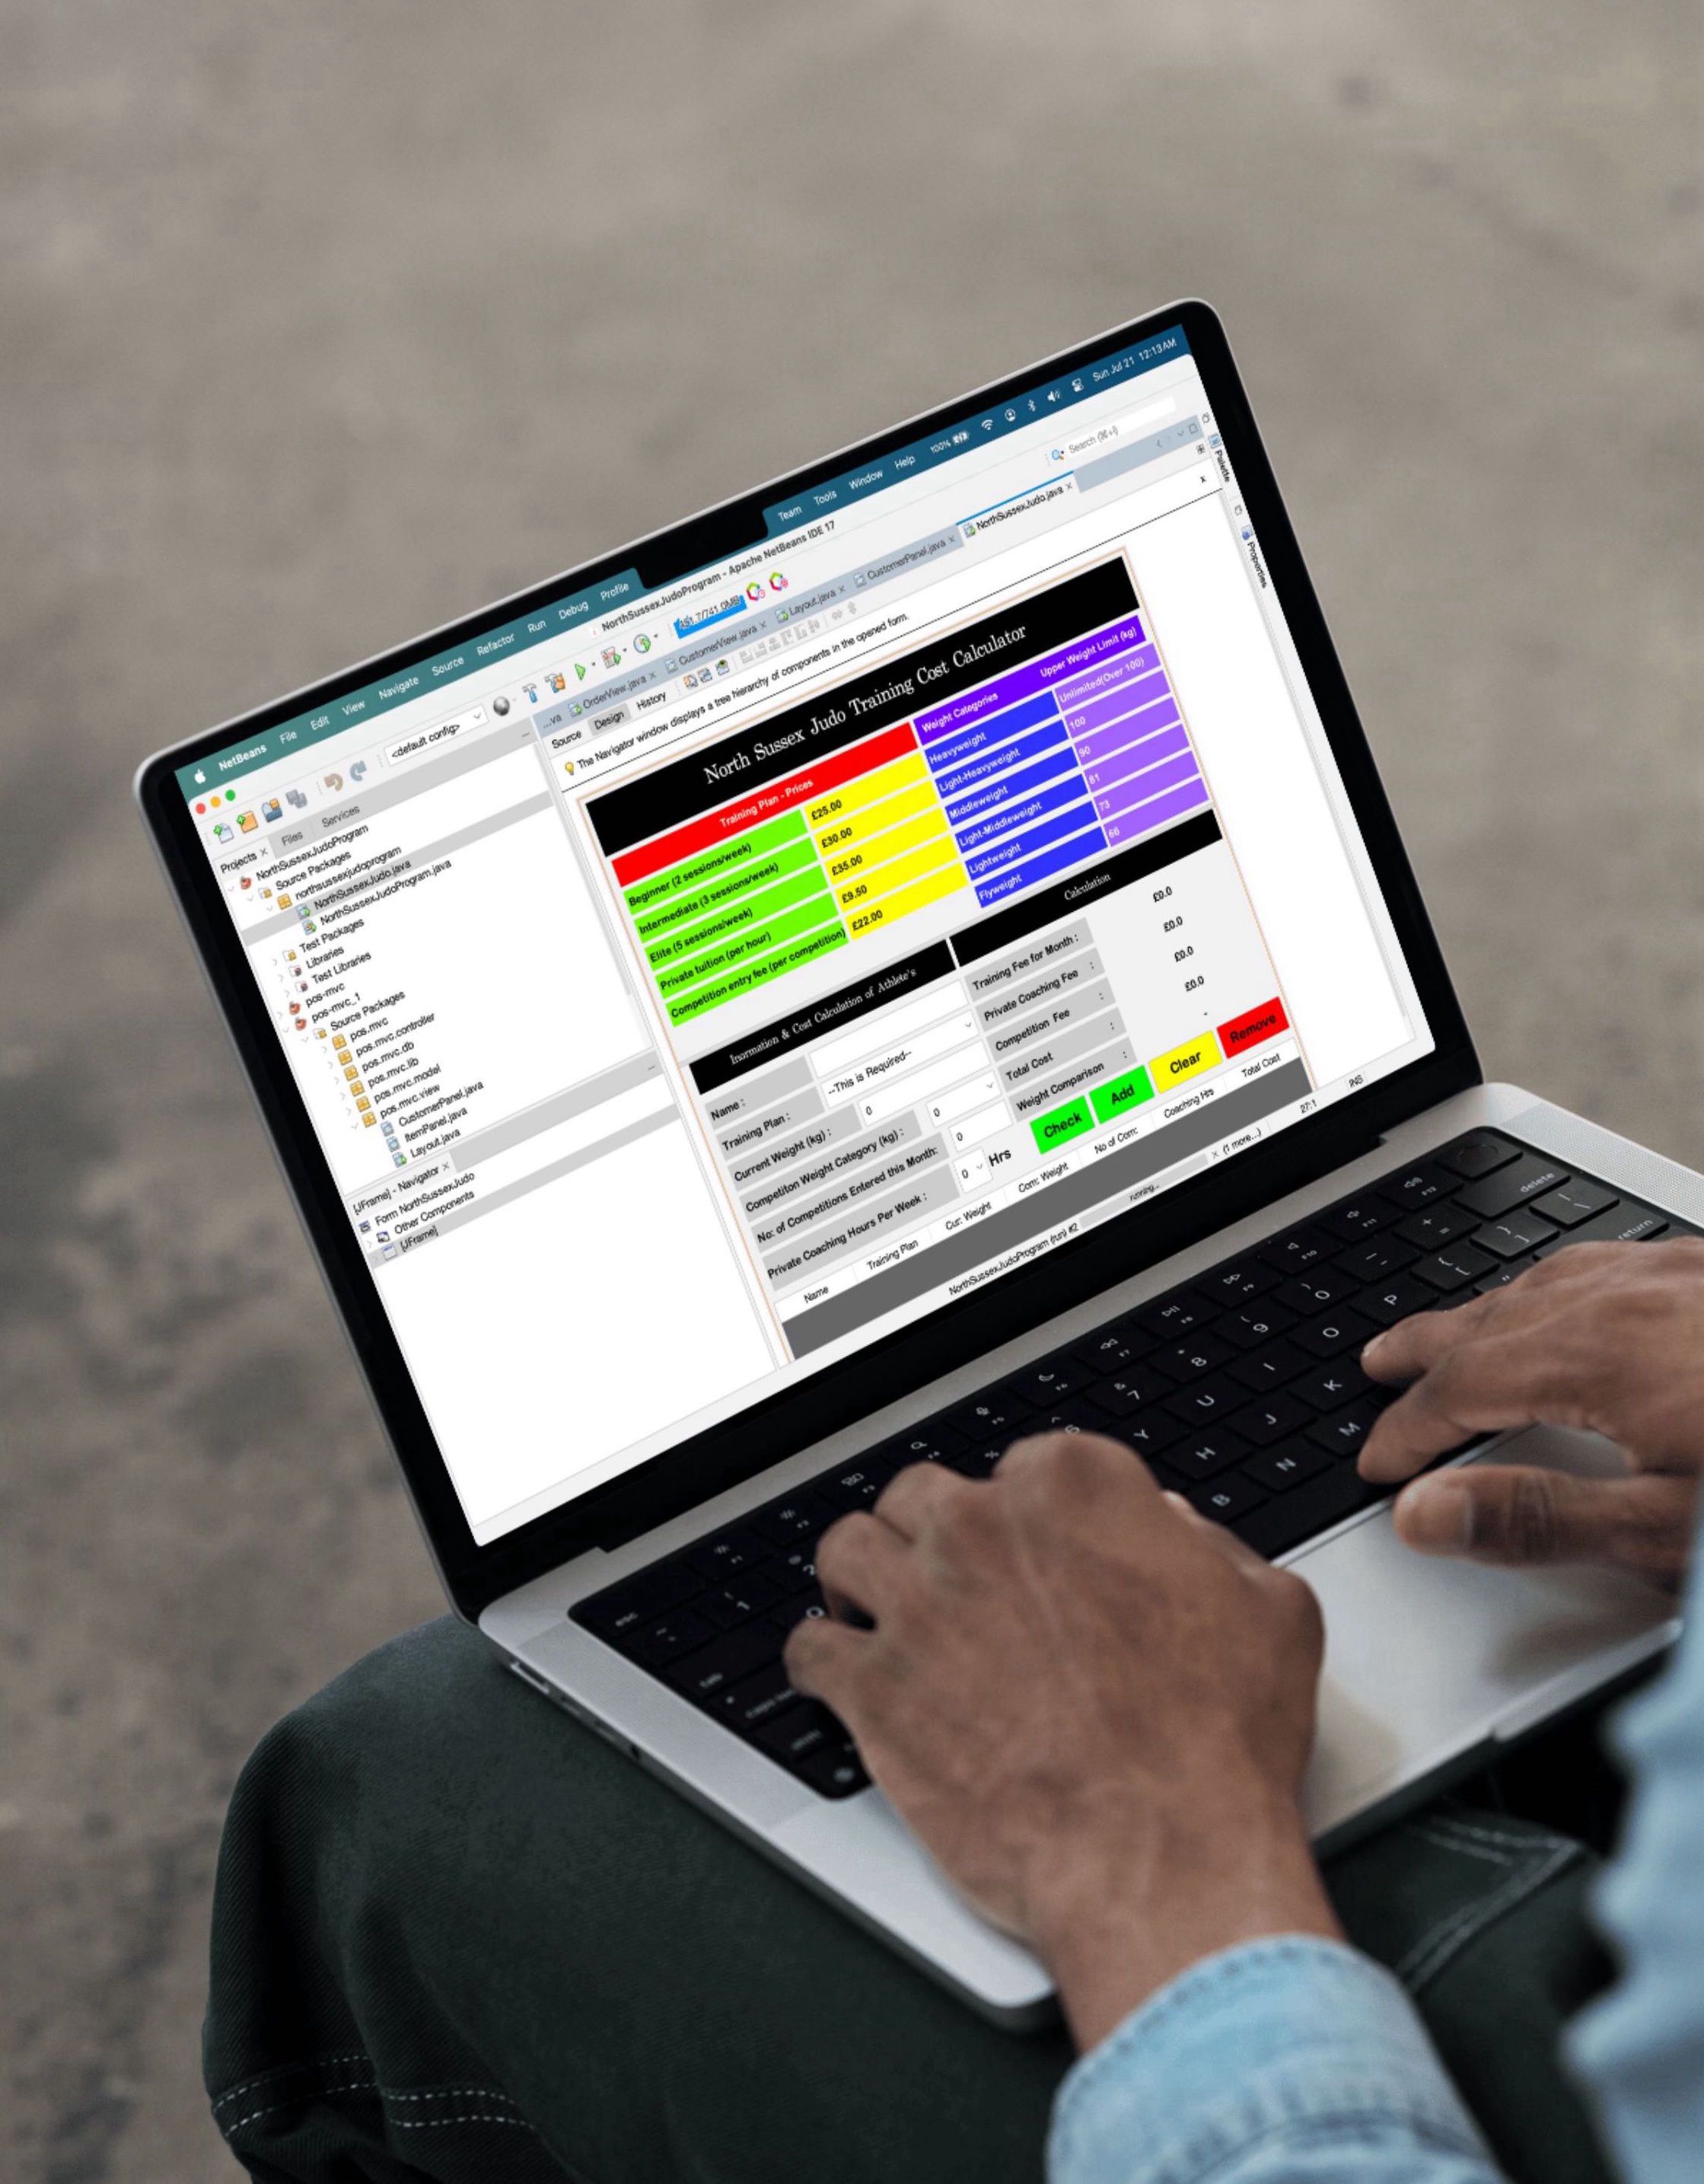 NetBeans File Edit View Navigate Source Refactor Run Debug Profile Team Tools Window Help 100% Sun Jul 21 12:13 AM
NorthSussexJudoProgram - Apache NetBeans IDE 17
<default config>
Search (⌘+I)
Projects Files Services
NorthSussexJudoProgram
Source Packages
northsussexjudoprogram
NorthSussexJudo.java
NorthSussexJudoProgram.java
Test Packages
Libraries
Test Libraries
pos-mvc
pos-mvc_1
Source Packages
pos.mvc
pos.mvc.controller
pos.mvc.db
pos.mvc.lib
pos.mvc.model
pos.mvc.view
CustomerPanel.java
ItemPanel.java
Layout.java
[JFrame] - Navigator
Form NorthSussexJudo
Other Components
[JFrame]
...va OrderView.java CustomerView.java Layout.java CustomerPanel.java NorthSussexJudo.java
Source Design History
The Navigator window displays a tree hierarchy of components in the opened form.
Palette
Properties
North Sussex Judo Training Cost Calculator
Training Plan - Prices
Beginner (2 sessions/week) £25.00
Intermediate (3 sessions/week) £30.00
Elite (5 sessions/week) £35.00
Private tuition (per hour) £9.50
Competition entry fee (per competition) £22.00
Weight Categories Upper Weight Limit (kg)
Heavyweight Unlimited(Over 100)
Light-Heavyweight 100
Middleweight 90
Light-Middleweight 81
Lightweight 73
Flyweight 66
Inormation & Cost Calculation of Athlete's
Name :
Training Plan : --This is Required--
Current Weight (kg) : 0
Competiton Weight Category (kg) : 0
No: of Competitions Entered this Month: 0
Private Coaching Hours Per Week : 0 Hrs
Calculation
Training Fee for Month : £0.0
Private Coaching Fee : £0.0
Competition Fee : £0.0
Total Cost : £0.0
Weight Comparison : -
Check Add Clear Remove
Name Training Plan Cur: Weight Com: Weight No of Com: Coaching Hrs Total Cost
NorthSussexJudoProgram (run) #2 running... (1 more...) 27:1 INS
delete
return
P
7 8 9 0
Y U I O
H J K
B N M
esc
tab